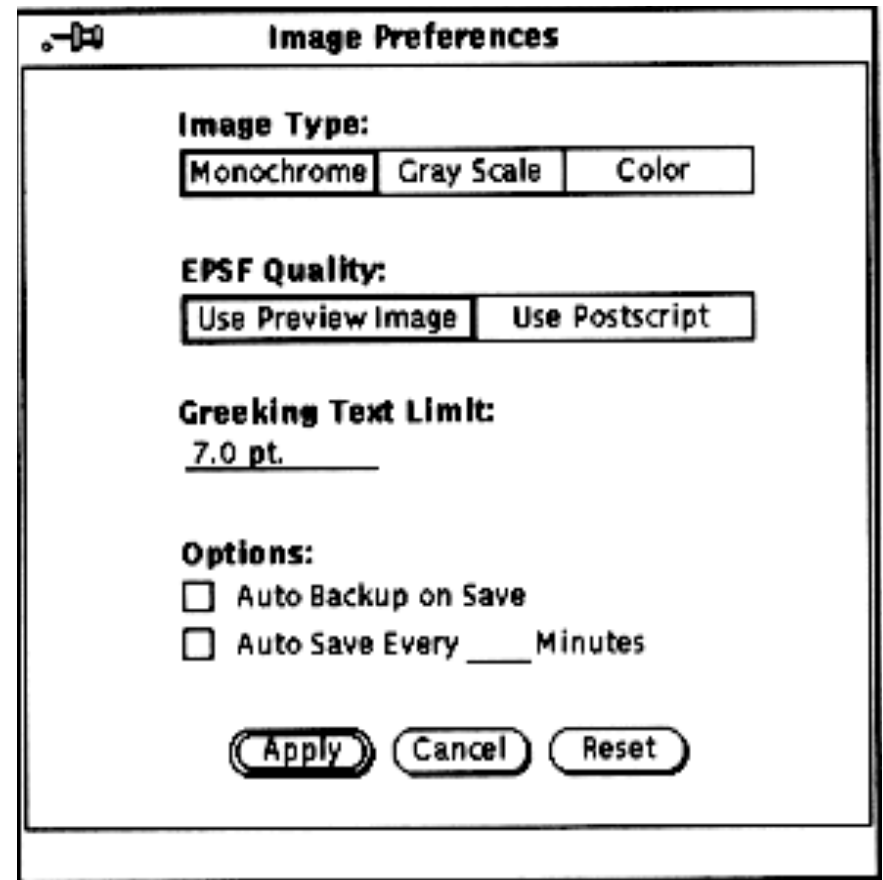 Image Preferences
Image Type:
Monochrome Gray Scale Color
EPSF Quality:
Use Preview Image Use Postscript
Greeking Text Limit:
7.0 pt.
Options:
Auto Backup on Save
Auto Save Every ____ Minutes
Apply Cancel Reset